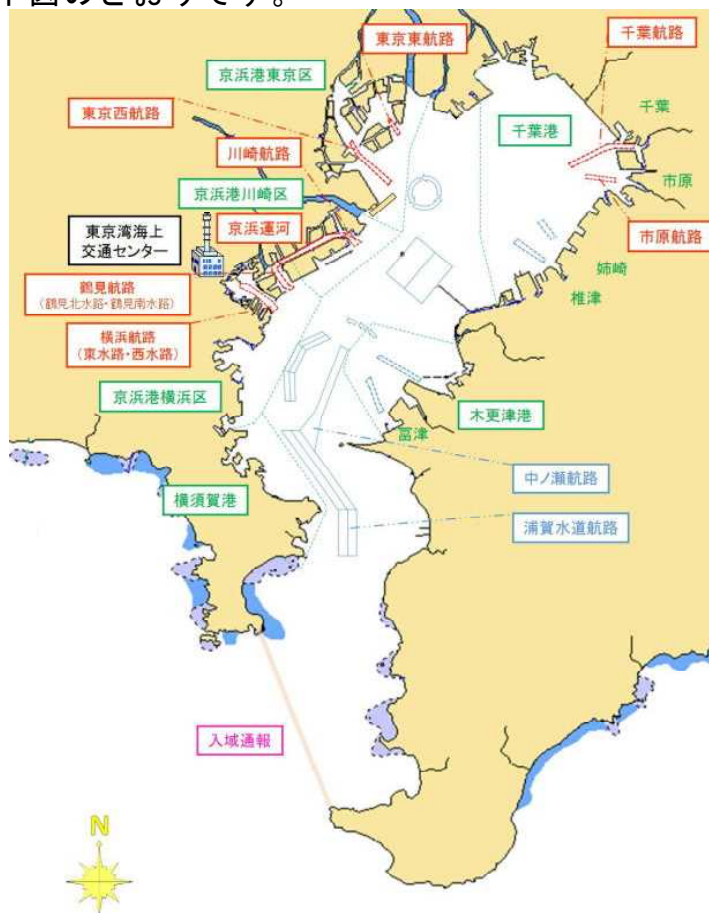 下図のとおりです。
東京東航路
千葉航路
京浜港東京区
東京西航路
千葉
千葉港
川崎航路
市原
京浜港川崎区
東京湾海上
交通センター
京浜運河
市原航路
姉崎
鶴見航路
(鶴見北水路・鶴見南水路)
椎津
横浜航路
(東水路・西水路)
京浜港横浜区
木更津港
富津
中ノ瀬航路
横須賀港
浦賀水道航路
入域通報
N